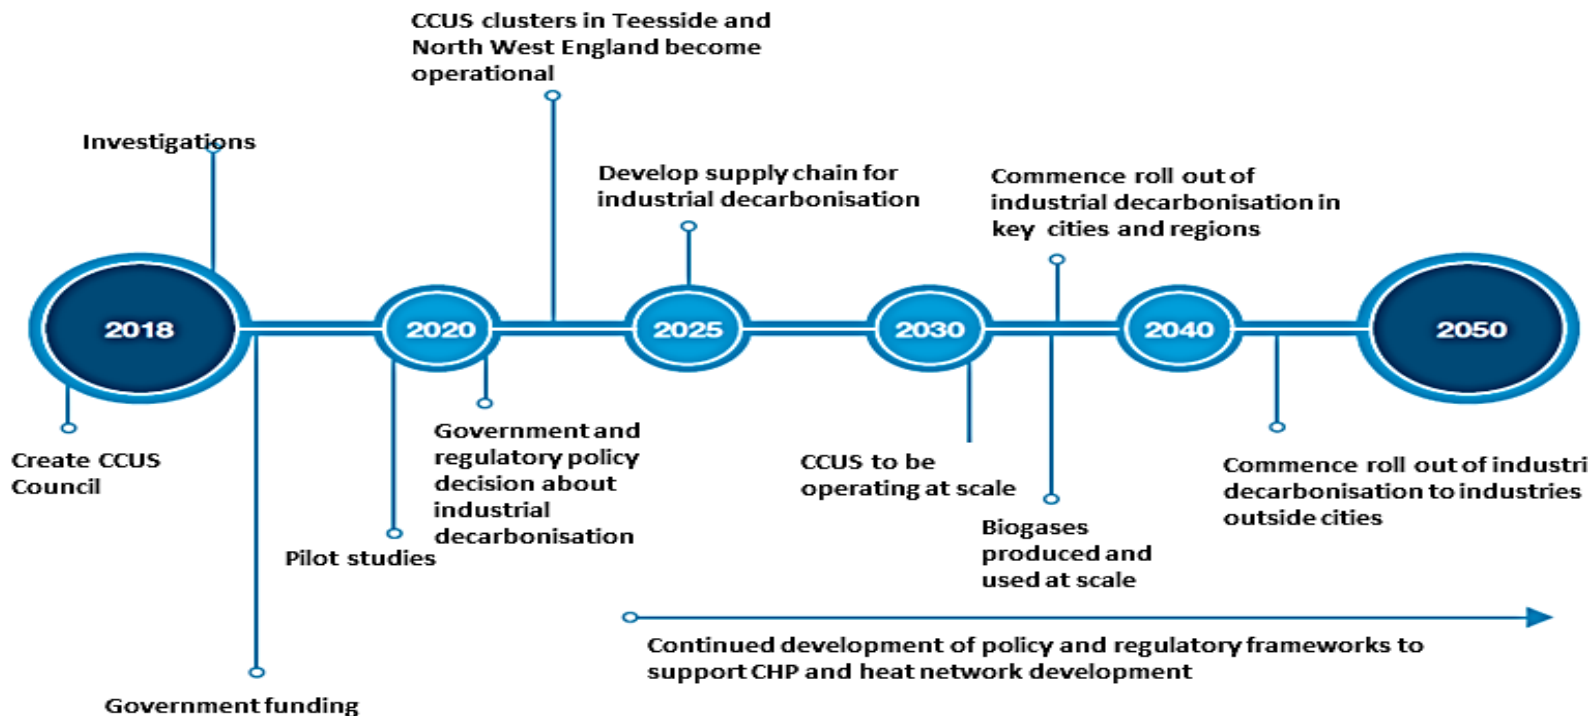 CCUS clusters in Teesside and
North West England become
operational
Investigations
Develop supply chain for
industrial decarbonisation
Commence roll out of
industrial decarbonisation in
key cities and regions
2018
2020
2025
2030
2040
2050
Create CCUS
Council
Government and
regulatory policy
decision about
industrial
decarbonisation
Pilot studies
CCUS to be
operating at scale
Biogases
produced and
used at scale
Commence roll out of industri
decarbonisation to industries
outside cities
Continued development of policy and regulatory frameworks to
support CHP and heat network development
Government funding